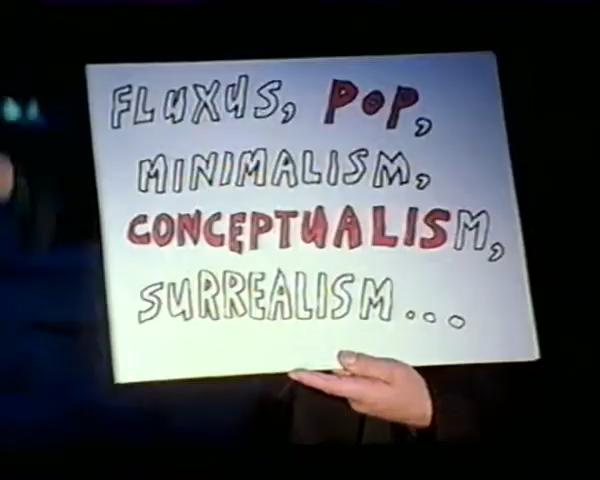 FLUXUS, POP,
MINIMALISM,
CONCEPTUALISM,
SURREALISM...